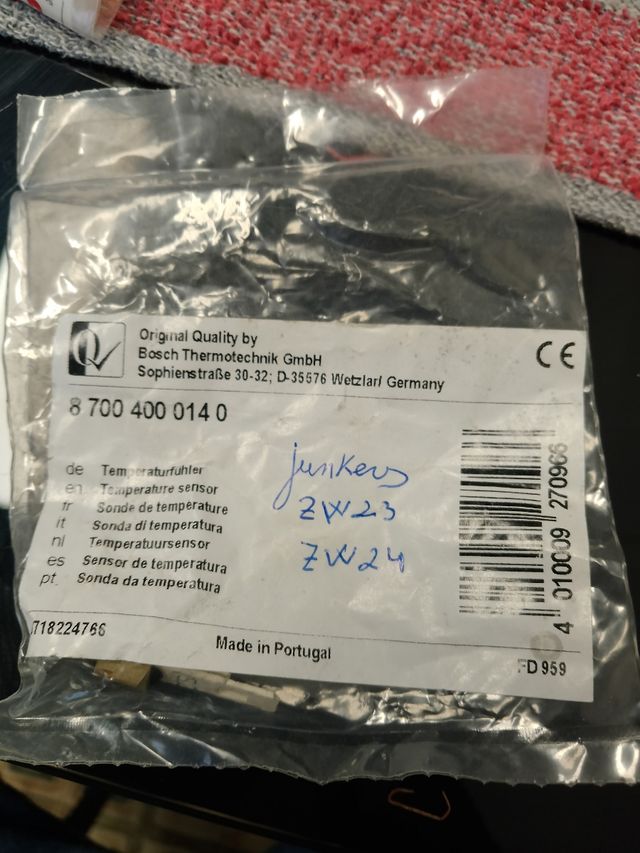 Original Quality by
Bosch Thermotechnik GmbH
Sophienstraße 30-32; D-35576 Wetzlar/ Germany
CE
8 700 400 014 0
de Temperaturfühler
en Temperature sensor
fr Sonde de température
it Sonda di temperatura
nl Temperatuursensor
es Sensor de temperatura
pt Sonda da temperatura
junkers
ZW23
ZW24
4 010009 270966
718224766
Made in Portugal
FD 959